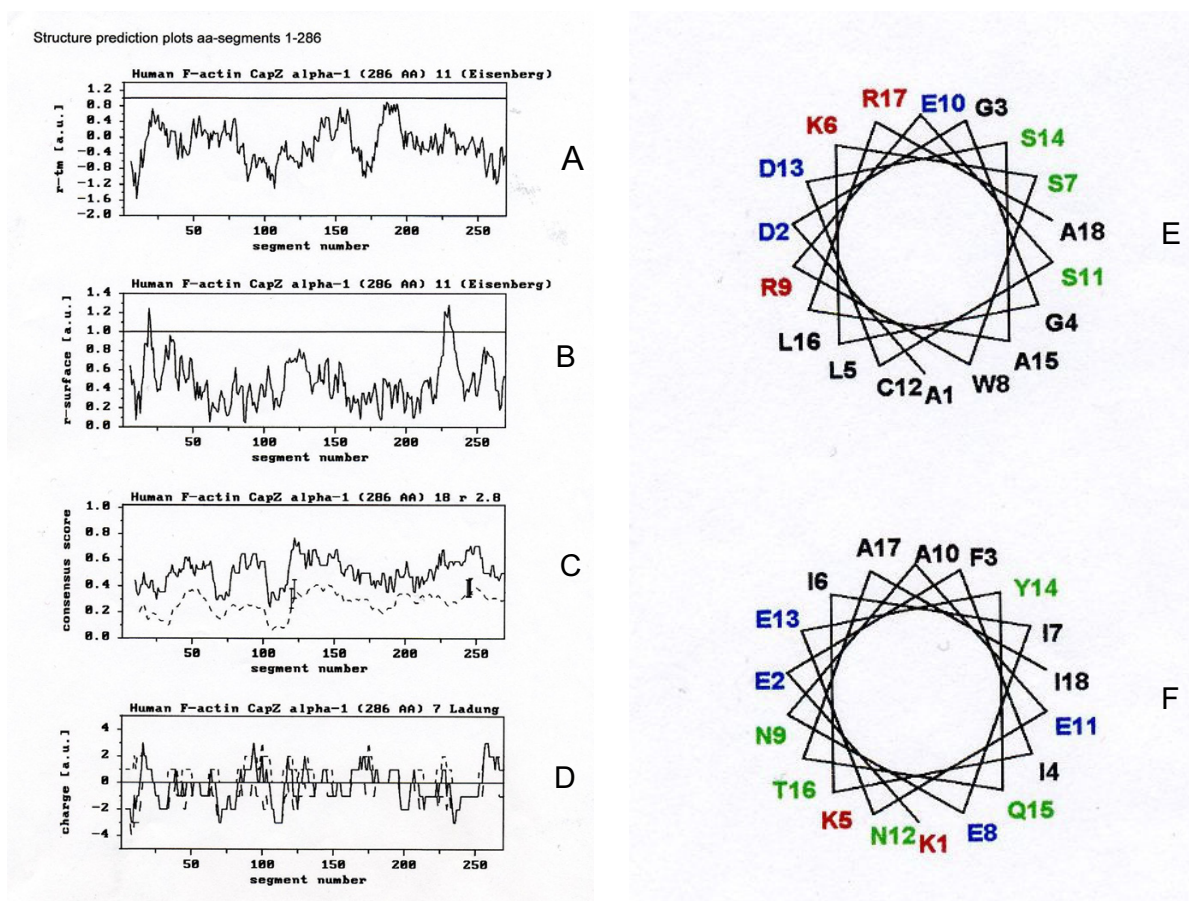 Structure prediction plots aa-segments 1-286
Human F-actin CapZ alpha-1 (286 AA) 11 (Eisenberg)
r-tm [a.u.]
1.2
0.8
0.4
0.0
-0.4
-0.8
-1.2
-1.6
-2.0
50 100 150 200 250
segment number
A
Human F-actin CapZ alpha-1 (286 AA) 11 (Eisenberg)
r-surface [a.u.]
1.4
1.2
1.0
0.8
0.6
0.4
0.2
0.0
50 100 150 200 250
segment number
B
Human F-actin CapZ alpha-1 (286 AA) 18 r 2.8
consensus score
1.0
0.8
0.6
0.4
0.2
0.0
50 100 150 200 250
segment number
C
Human F-actin CapZ alpha-1 (286 AA) 7 Ladung
charge [a.u.]
4
2
0
-2
-4
50 100 150 200 250
segment number
D
R17
E10
G3
K6
S14
D13
S7
D2
A18
E
R9
S11
L16
G4
L5
A15
C12
A1
W8
A17
A10
F3
I6
Y14
E13
I7
E2
I18
F
N9
E11
T16
I4
K5
Q15
N12
K1
E8